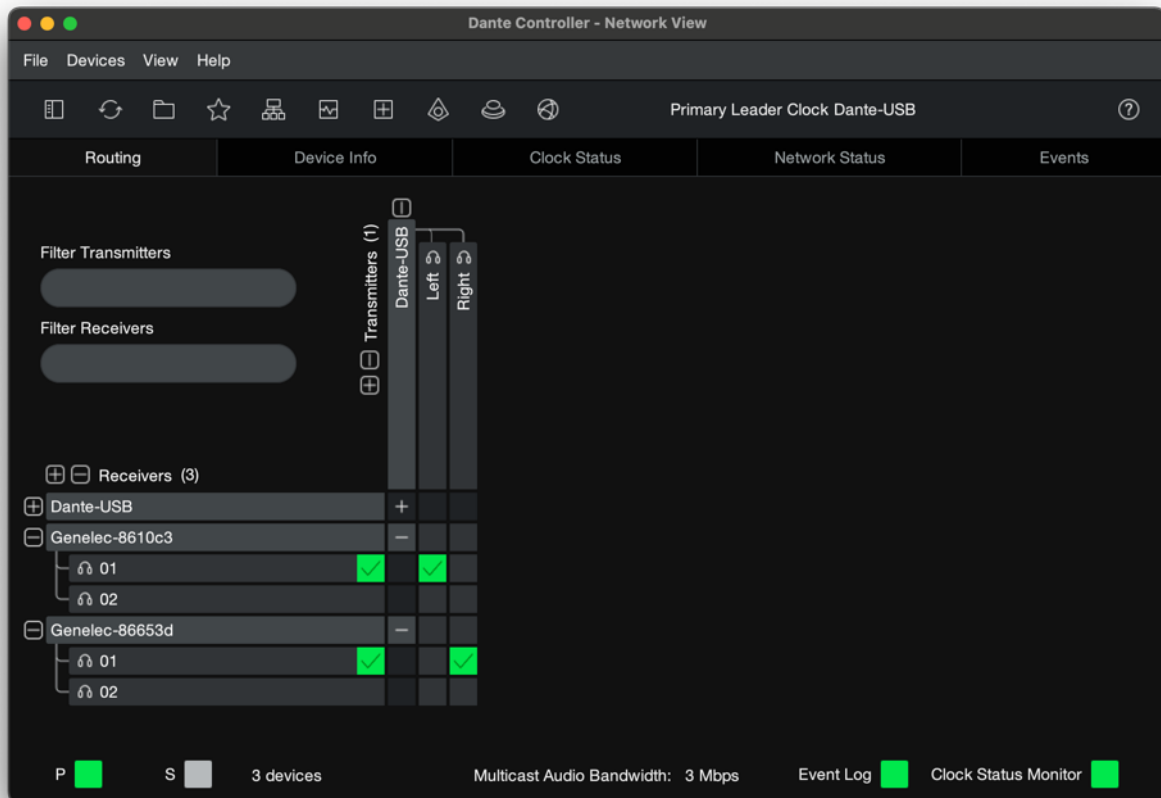 Dante Controller - Network View
File Devices View Help
Primary Leader Clock Dante-USB
Routing Device Info Clock Status Network Status Events
Filter Transmitters
Filter Receivers
Transmitters (1)
Dante-USB
Left
Right
Receivers (3)
Dante-USB
Genelec-8610c3
01
02
Genelec-86653d
01
02
P S 3 devices Multicast Audio Bandwidth: 3 Mbps Event Log Clock Status Monitor